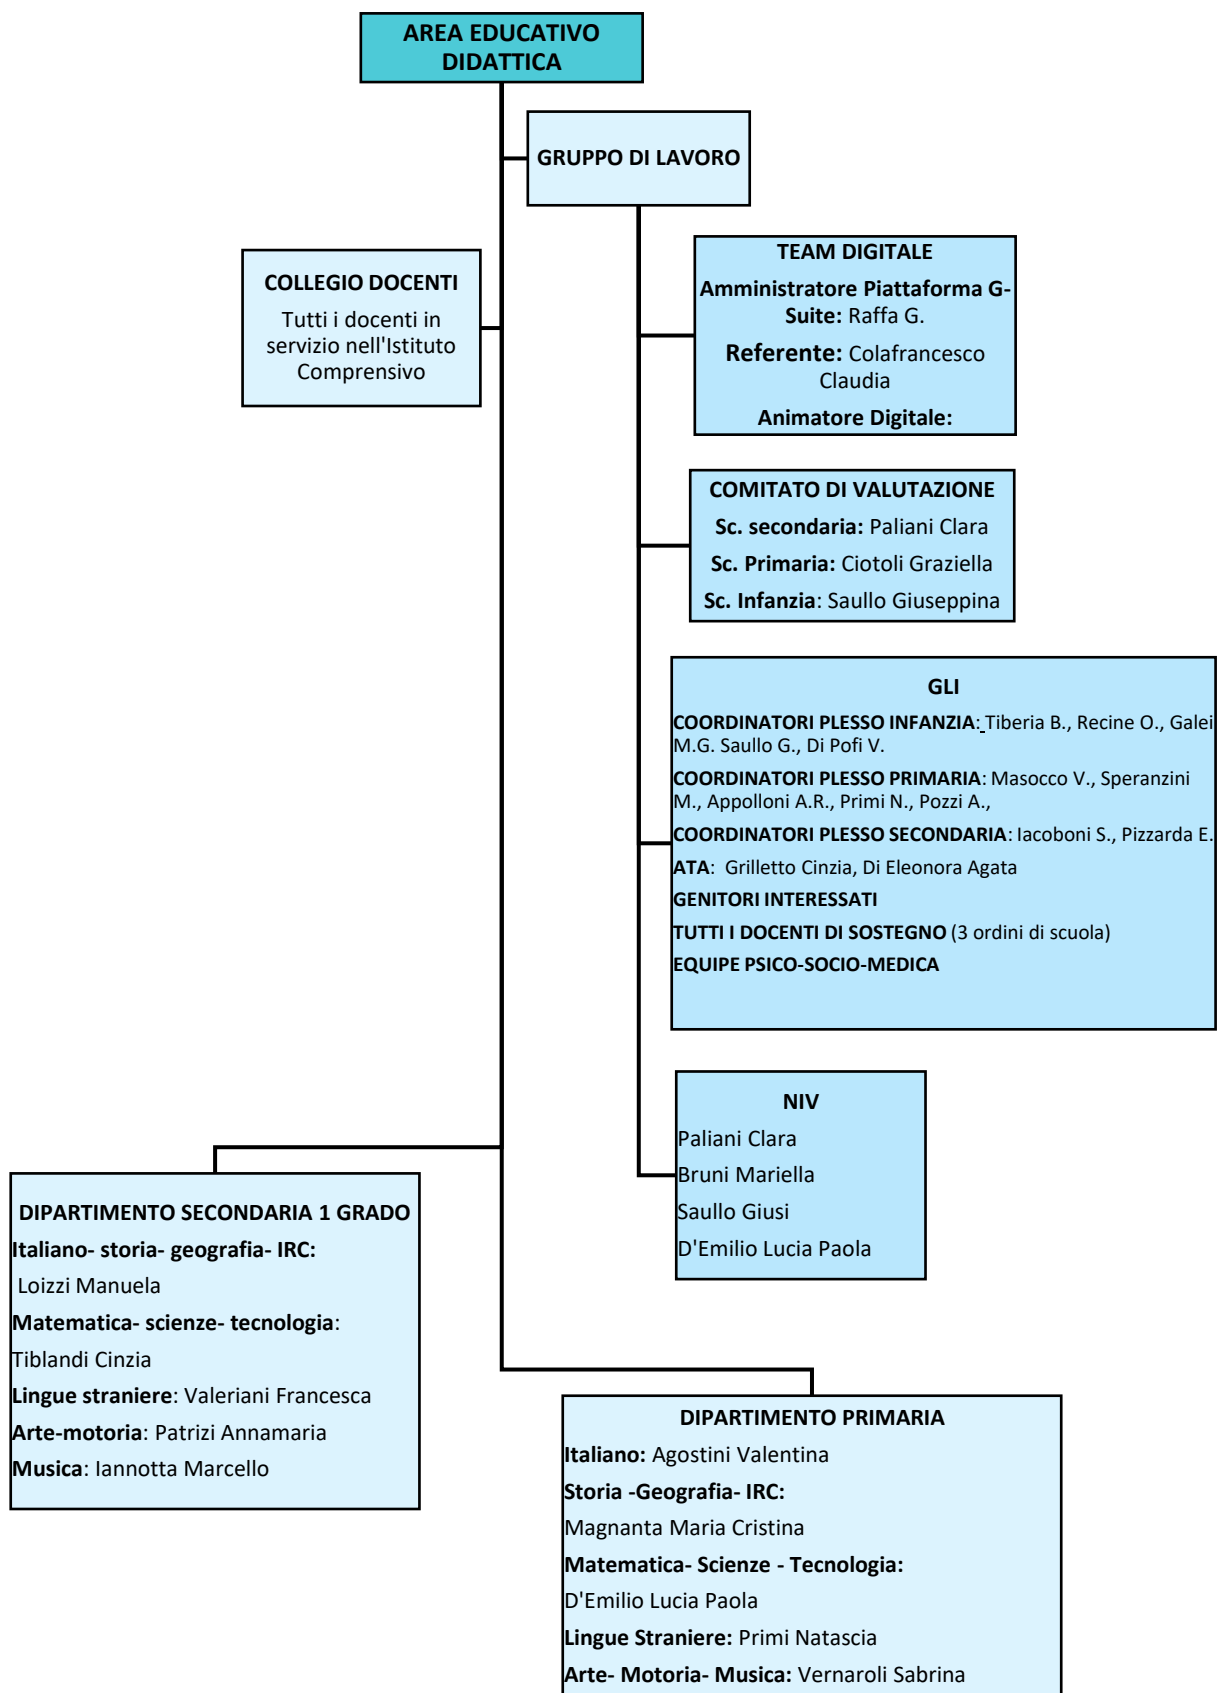 AREA EDUCATIVO
DIDATTICA
GRUPPO DI LAVORO
COLLEGIO DOCENTI
Tutti i docenti in
servizio nell'Istituto
Comprensivo
TEAM DIGITALE
Amministratore Piattaforma G-
Suite: Raffa G.
Referente: Colafrancesco
Claudia
Animatore Digitale:
COMITATO DI VALUTAZIONE
Sc. secondaria: Paliani Clara
Sc. Primaria: Ciotoli Graziella
Sc. Infanzia: Saullo Giuseppina
GLI
COORDINATORI PLESSO INFANZIA: Tiberia B., Recine O., Galei
M.G. Saullo G., Di Pofi V.
COORDINATORI PLESSO PRIMARIA: Masocco V., Speranzini
M., Appolloni A.R., Primi N., Pozzi A.,
COORDINATORI PLESSO SECONDARIA: Iacoboni S., Pizzarda E.
ATA: Grilletto Cinzia, Di Eleonora Agata
GENITORI INTERESSATI
TUTTI I DOCENTI DI SOSTEGNO (3 ordini di scuola)
EQUIPE PSICO-SOCIO-MEDICA
NIV
Paliani Clara
Bruni Mariella
Saullo Giusi
D'Emilio Lucia Paola
DIPARTIMENTO SECONDARIA 1 GRADO
Italiano- storia- geografia- IRC:
Loizzi Manuela
Matematica- scienze- tecnologia:
Tiblandi Cinzia
Lingue straniere: Valeriani Francesca
Arte-motoria: Patrizi Annamaria
Musica: Iannotta Marcello
DIPARTIMENTO PRIMARIA
Italiano: Agostini Valentina
Storia -Geografia- IRC:
Magnanta Maria Cristina
Matematica- Scienze - Tecnologia:
D'Emilio Lucia Paola
Lingue Straniere: Primi Natascia
Arte- Motoria- Musica: Vernaroli Sabrina